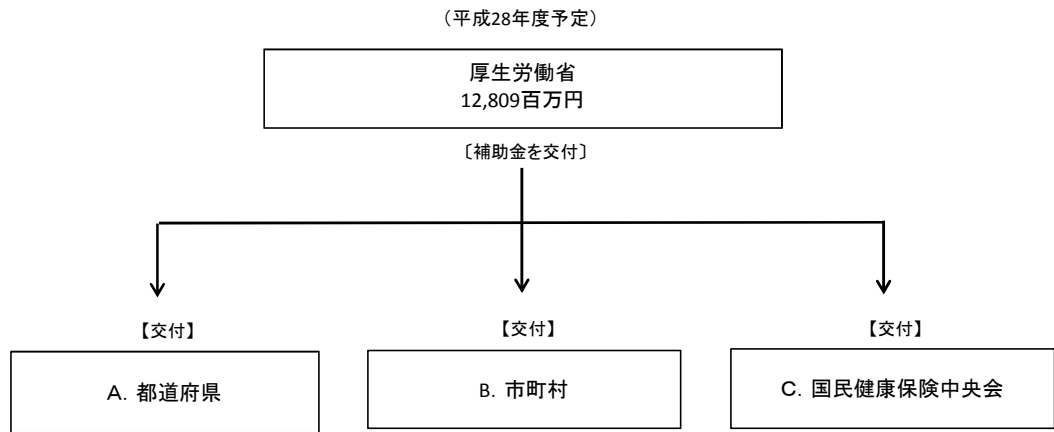 （平成28年度予定）
厚生労働省
12,809百万円
〔補助金を交付〕
【交付】
【交付】
【交付】
A. 都道府県
B. 市町村
C. 国民健康保険中央会